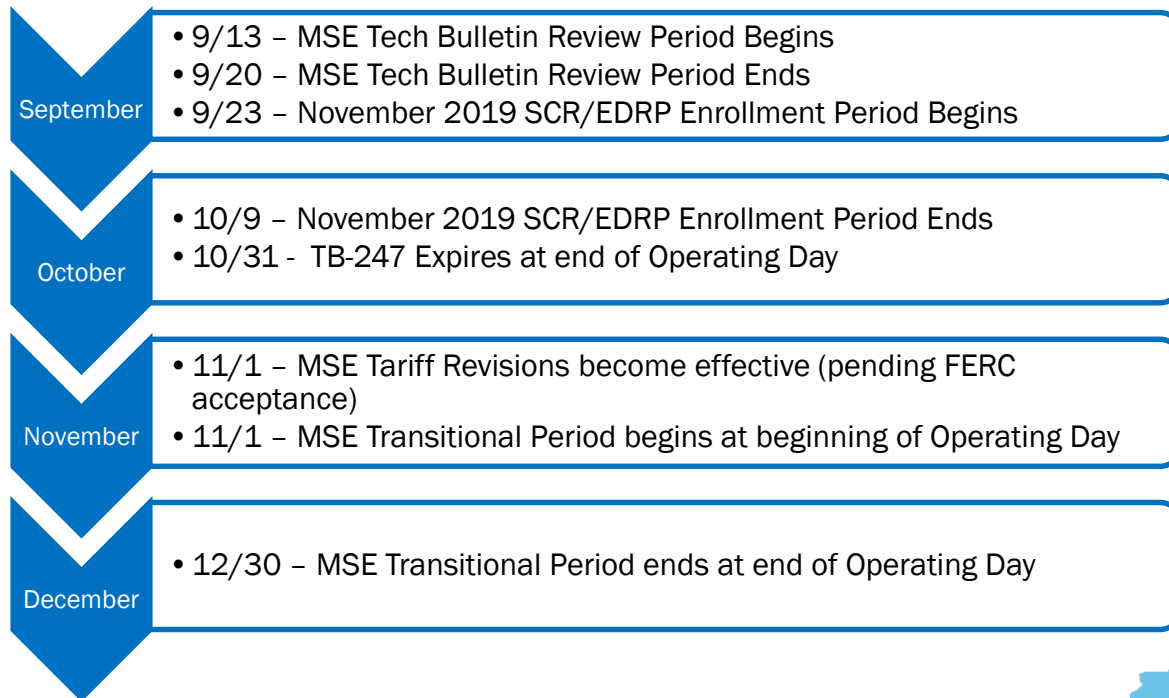 September
• 9/13 – MSE Tech Bulletin Review Period Begins
• 9/20 – MSE Tech Bulletin Review Period Ends
• 9/23 – November 2019 SCR/EDRP Enrollment Period Begins
October
• 10/9 – November 2019 SCR/EDRP Enrollment Period Ends
• 10/31 - TB-247 Expires at end of Operating Day
November
• 11/1 – MSE Tariff Revisions become effective (pending FERC
acceptance)
• 11/1 – MSE Transitional Period begins at beginning of Operating Day
December
• 12/30 – MSE Transitional Period ends at end of Operating Day